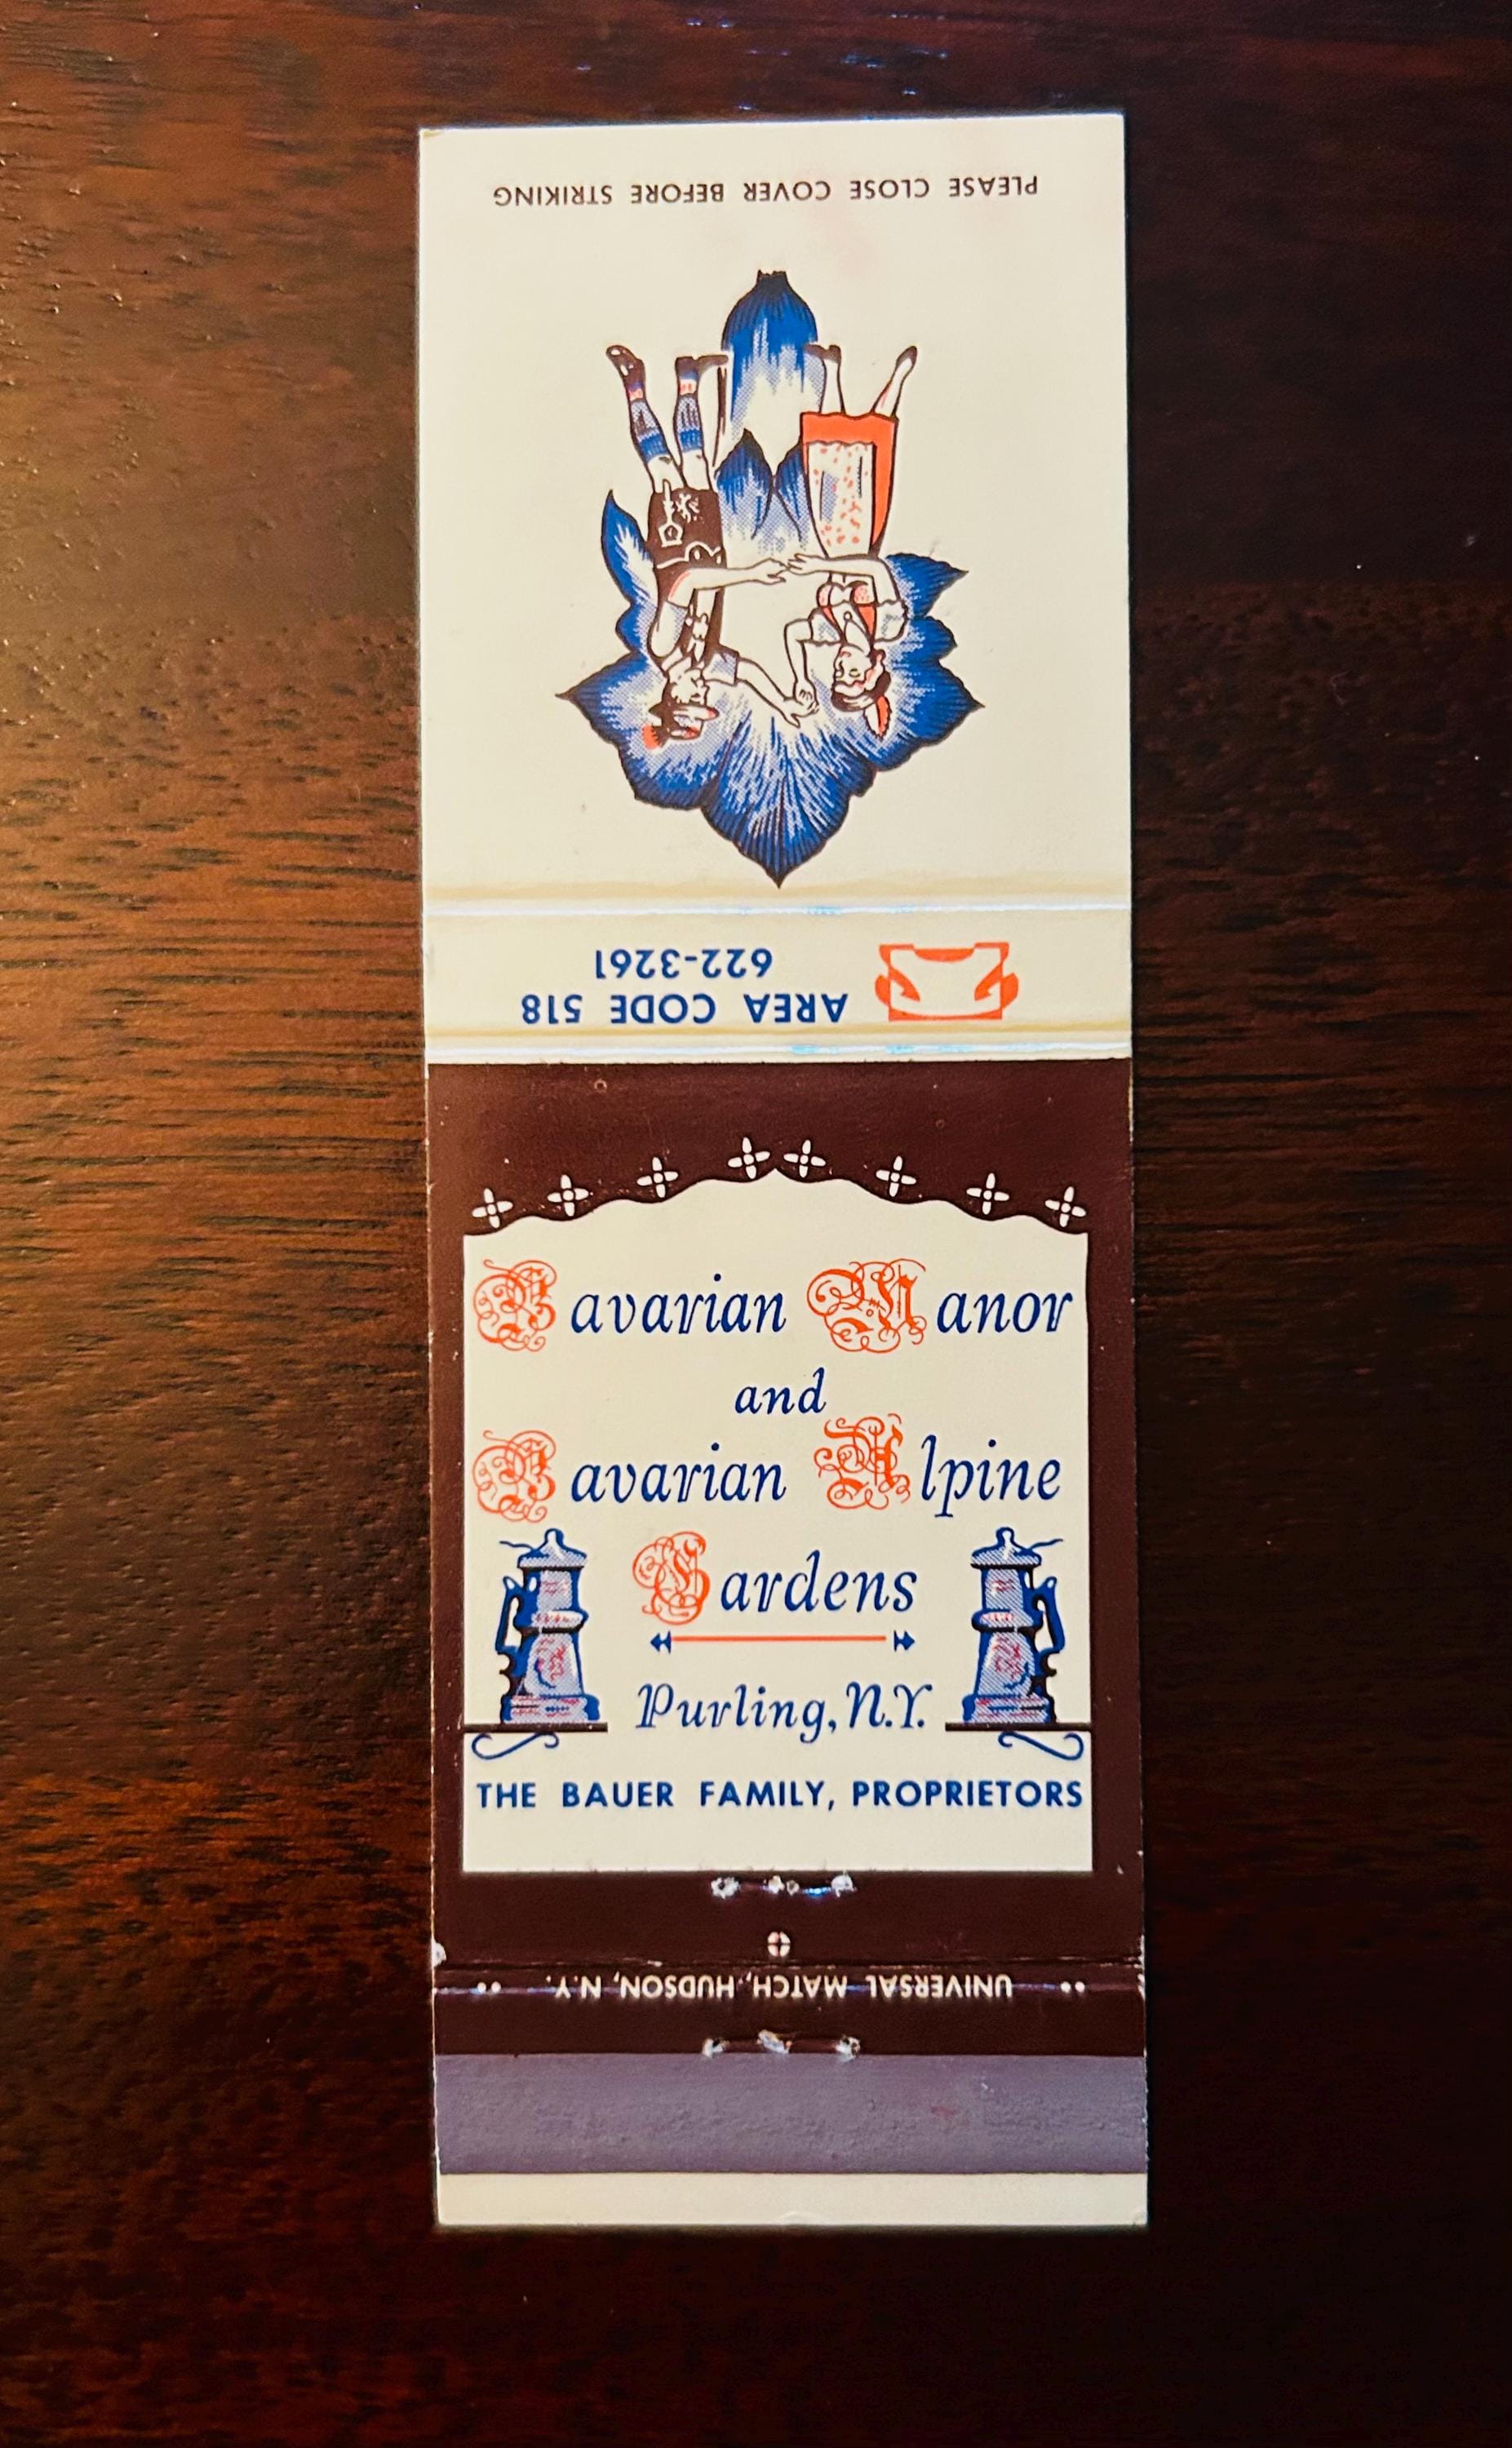 PLEASE CLOSE COVER BEFORE STRIKING
AREA CODE 518
622-3261
Bavarian Manor
and
Bavarian Alpine
Gardens
Purling, N.Y.
THE BAUER FAMILY, PROPRIETORS
UNIVERSAL MATCH, HUDSON, N.Y.